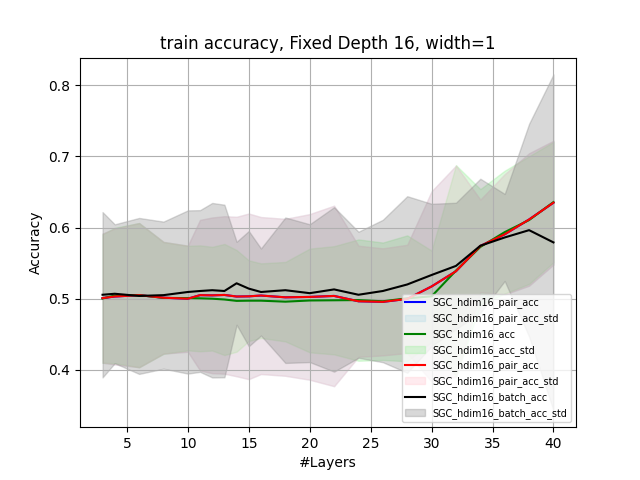 train accuracy, Fixed Depth 16, width=1
Accuracy
0.8
0.7
0.6
0.5
0.4
SGC_hdim16_pair_acc
SGC_hdim16_pair_acc_std
SGC_hdim16_acc
SGC_hdim16_acc_std
SGC_hdim16_pair_acc
SGC_hdim16_pair_acc_std
SGC_hdim16_batch_acc
SGC_hdim16_batch_acc_std
5 10 15 20 25 30 35 40
#Layers